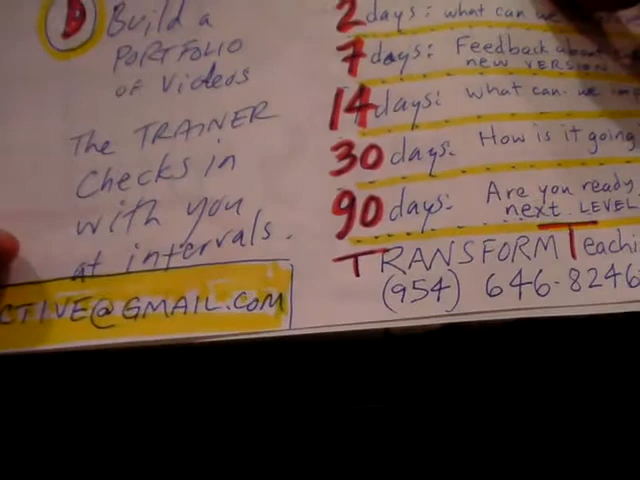 D Build a
PORTFOLIO
of Videos
The TRAINER
Checks in
with you
at intervals.
CTIVE@GMAIL.COM
2 days: what can we
7 days: Feedback about
new VERSION
14 days: what can we imp
30 days: How is it going
90 days: Are you ready
next LEVEL
TRANSFORM Teachi
(954) 646-8246